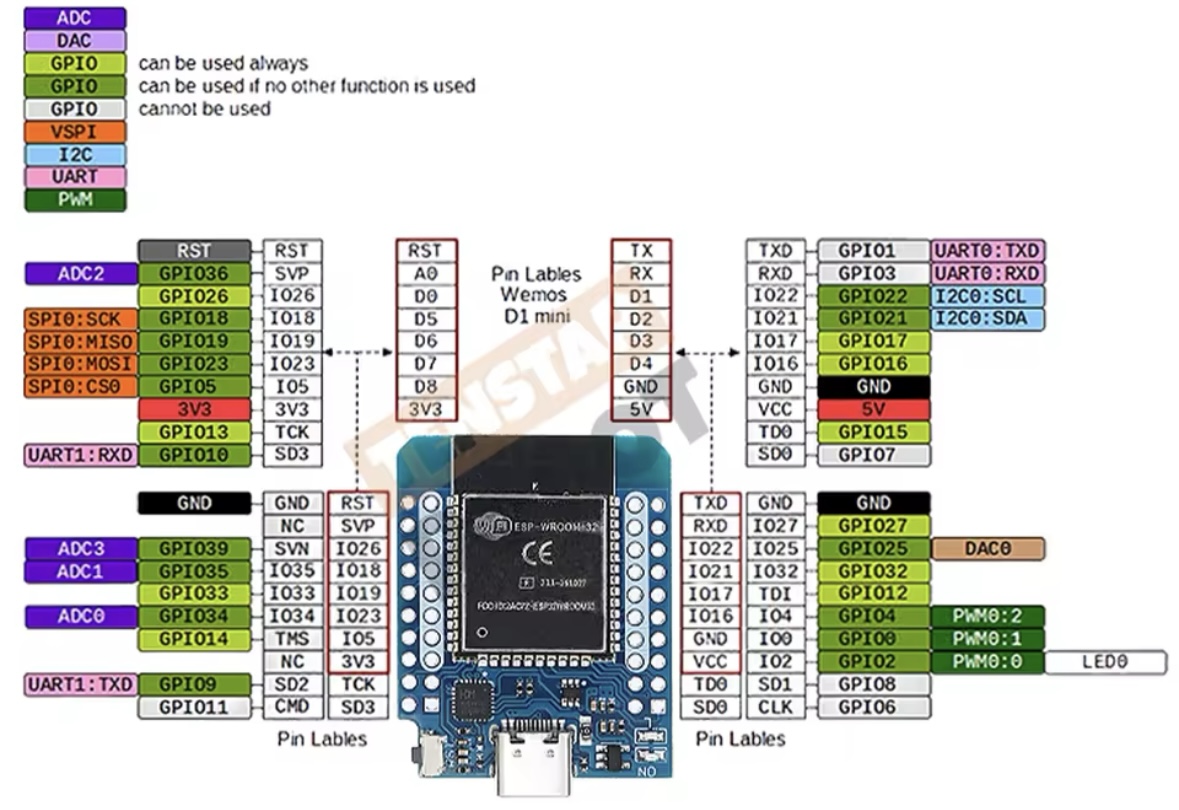 ADC
DAC
GPIO can be used always
GPIO can be used if no other function is used
GPIO cannot be used
VSPI
I2C
UART
PWM
RST RST RST TX TXD GPIO1 UART0:TXD
ADC2 GPIO36 SVP A0 Pin Lables RX RXD GPIO3 UART0:RXD
GPIO26 IO26 D0 Wemos D1 IO22 GPIO22 I2C0:SCL
SPI0:SCK GPIO18 IO18 D5 D1 mini D2 IO21 GPIO21 I2C0:SDA
SPI0:MISO GPIO19 IO19 D6 D3 IO17 GPIO17
SPI0:MOSI GPIO23 IO23 D7 D4 IO16 GPIO16
SPI0:CS0 GPIO5 IO5 D8 GND GND GND
3V3 3V3 3V3 5V VCC 5V
GPIO13 TCK TD0 GPIO15
UART1:RXD GPIO10 SD3 SD0 GPIO7
TENSTAR
GND GND RST TXD GND GND
NC SVP RXD IO27 GPIO27
ADC3 GPIO39 SVN IO26 IO22 IO25 GPIO25 DAC0
ADC1 GPIO35 IO35 IO18 IO21 IO32 GPIO32
GPIO33 IO33 IO19 IO17 TDI GPIO12
ADC0 GPIO34 IO34 IO23 IO16 IO4 GPIO4 PWM0:2
GPIO14 TMS IO5 GND IO0 GPIO0 PWM0:1
NC 3V3 VCC IO2 GPIO2 PWM0:0 LED0
UART1:TXD GPIO9 SD2 TCK TD0 SD1 GPIO8
GPIO11 CMD SD3 SD0 CLK GPIO6
Pin Lables Pin Lables
WiFi ESP-WROOM-32
CE
ON